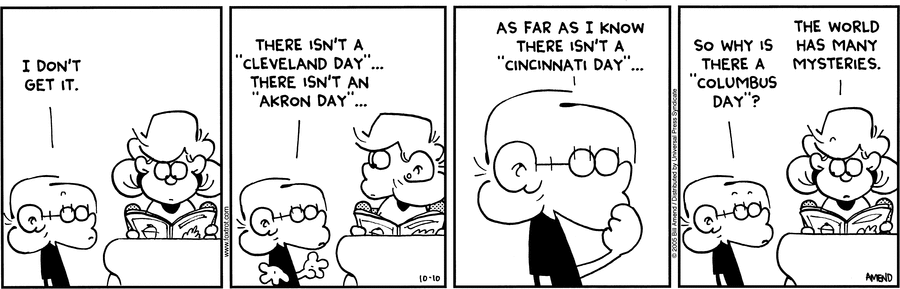 I DON'T
GET IT.
THERE ISN'T A
"CLEVELAND DAY"...
THERE ISN'T AN
"AKRON DAY"...
www.foxtrot.com
10-10
AS FAR AS I KNOW
THERE ISN'T A
"CINCINNATI DAY"...
© 2005 Bill Amend / Distributed by Universal Press Syndicate
SO WHY IS
THERE A
"COLUMBUS
DAY"?
THE WORLD
HAS MANY
MYSTERIES.
AMEND